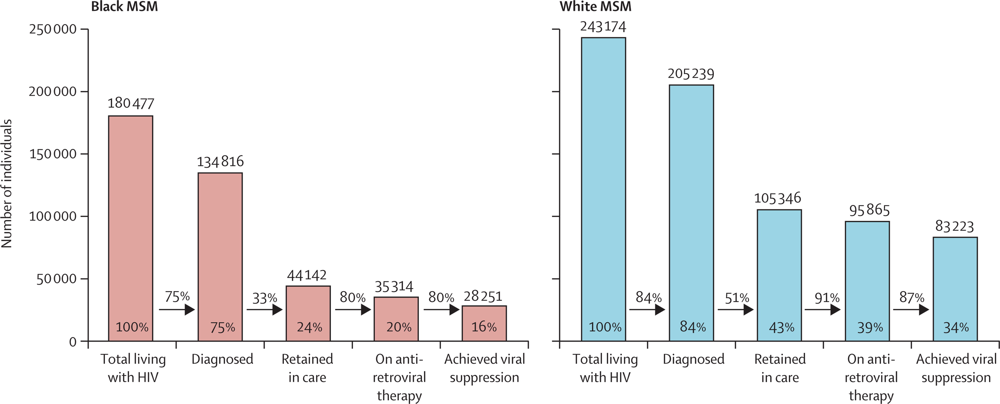 Black MSM
Number of individuals
250 000
200 000
150 000
100 000
50 000
0
180 477
134 816
44 142
35 314
28 251
75%
33%
80%
80%
100%
75%
24%
20%
16%
Total living
with HIV
Diagnosed
Retained
in care
On anti-
retroviral
therapy
Achieved viral
suppression
White MSM
243 174
205 239
105 346
95 865
83 223
84%
51%
91%
87%
100%
84%
43%
39%
34%
Total living
with HIV
Diagnosed
Retained
in care
On anti-
retroviral
therapy
Achieved viral
suppression